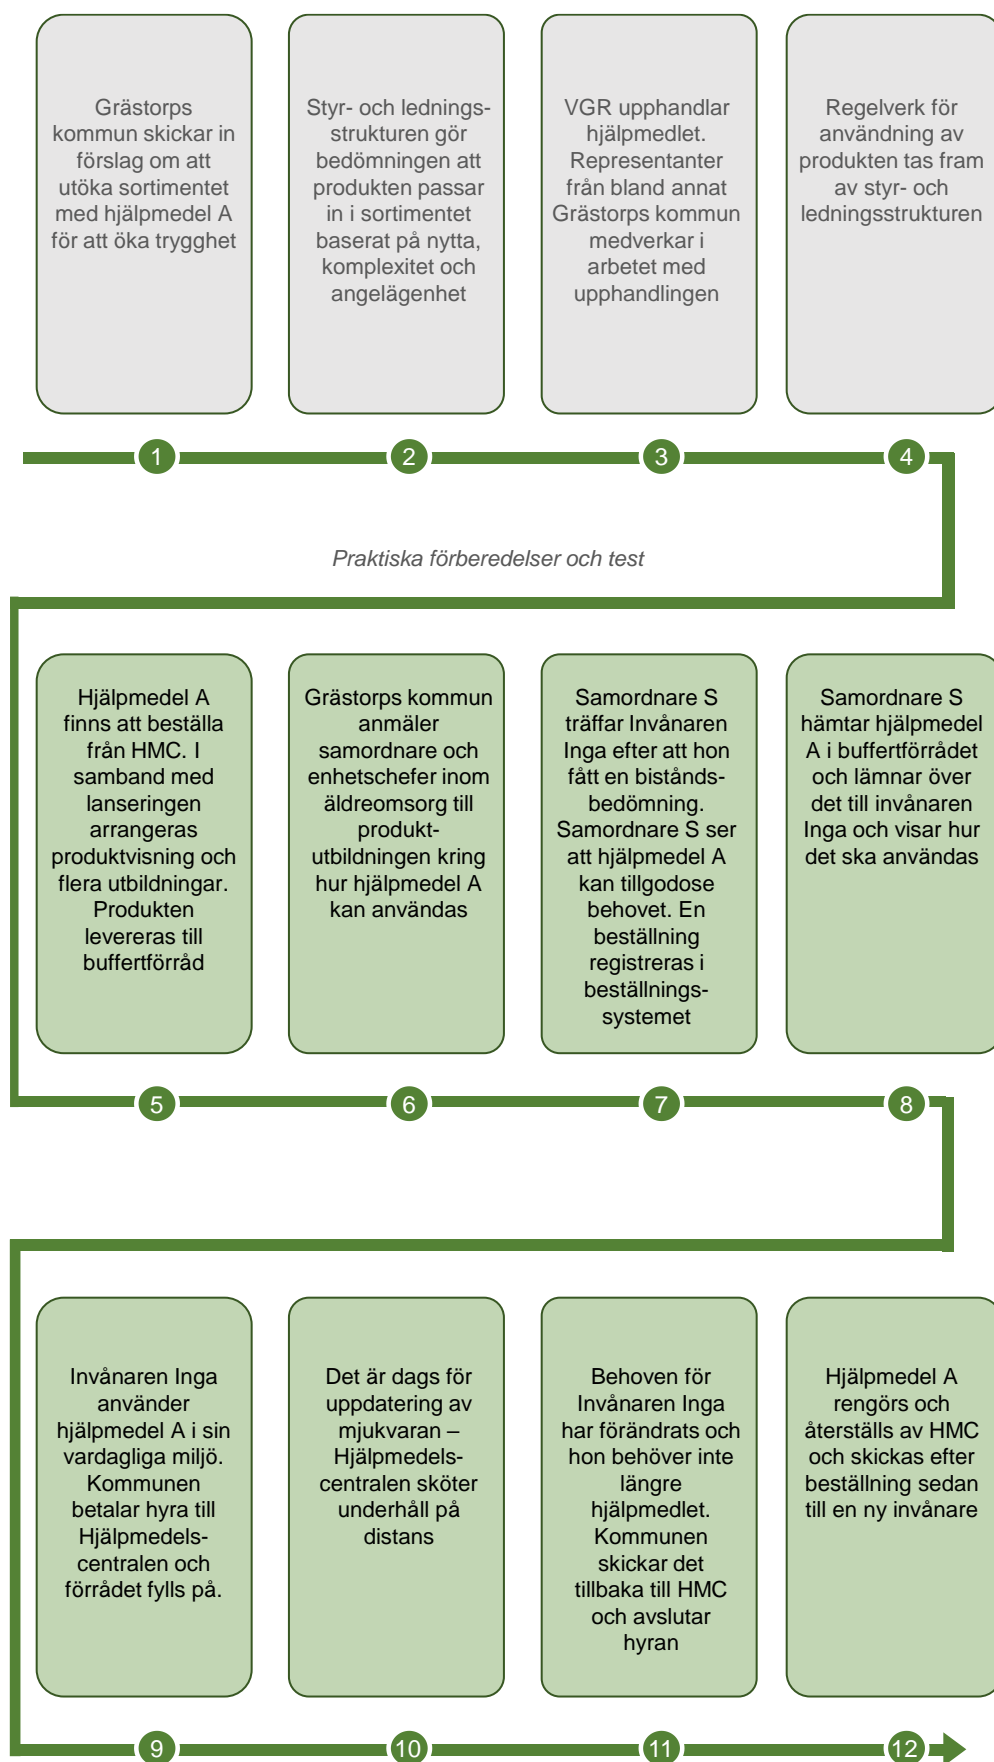 Grästorps
kommun skickar in
förslag om att
utöka sortimentet
med hjälpmedel A
för att öka trygghet
Styr- och lednings-
strukturen gör
bedömningen att
produkten passar
in i sortimentet
baserat på nytta,
komplexitet och
angelägenhet
VGR upphandlar
hjälpmedlet.
Representanter
från bland annat
Grästorps kommun
medverkar i
arbetet med
upphandlingen
Regelverk för
användning av
produkten tas fram
av styr- och
ledningsstrukturen
1
2
3
4
Praktiska förberedelser och test
Hjälpmedel A
finns att beställa
från HMC. I
samband med
lanseringen
arrangeras
produktvisning och
flera utbildningar.
Produkten
levereras till
buffertförråd
Grästorps kommun
anmäler
samordnare och
enhetschefer inom
äldreomsorg till
produkt-
utbildningen kring
hur hjälpmedel A
kan användas
Samordnare S
träffar Invånaren
Inga efter att hon
fått en bistånds-
bedömning.
Samordnare S ser
att hjälpmedel A
kan tillgodose
behovet. En
beställning
registreras i
beställnings-
systemet
Samordnare S
hämtar hjälpmedel
A i buffertförrådet
och lämnar över
det till invånaren
Inga och visar hur
det ska användas
5
6
7
8
Invånaren Inga
använder
hjälpmedel A i sin
vardagliga miljö.
Kommunen
betalar hyra till
Hjälpmedels-
centralen och
förrådet fylls på.
Det är dags för
uppdatering av
mjukvaran –
Hjälpmedels-
centralen sköter
underhåll på
distans
Behoven för
Invånaren Inga
har förändrats och
hon behöver inte
längre
hjälpmedlet.
Kommunen
skickar det
tillbaka till HMC
och avslutar
hyran
Hjälpmedel A
rengörs och
återställs av HMC
och skickas efter
beställning sedan
till en ny invånare
9
10
11
12